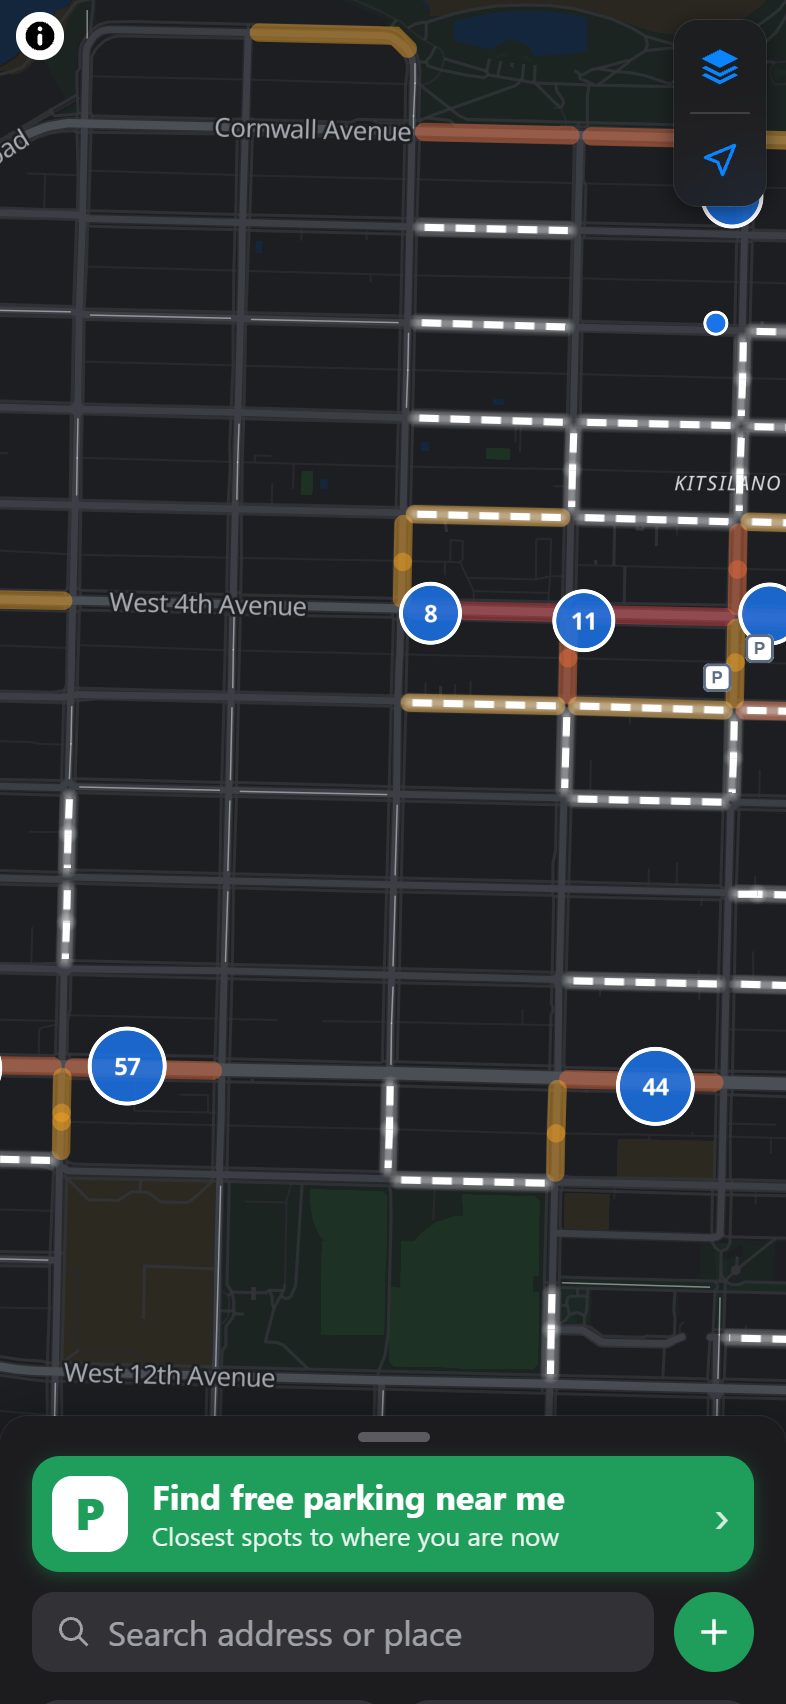 Cornwall Avenue
KITSILANO
West 4th Avenue
8
11
P
P
57
44
West 12th Avenue
P
Find free parking near me
Closest spots to where you are now
Search address or place